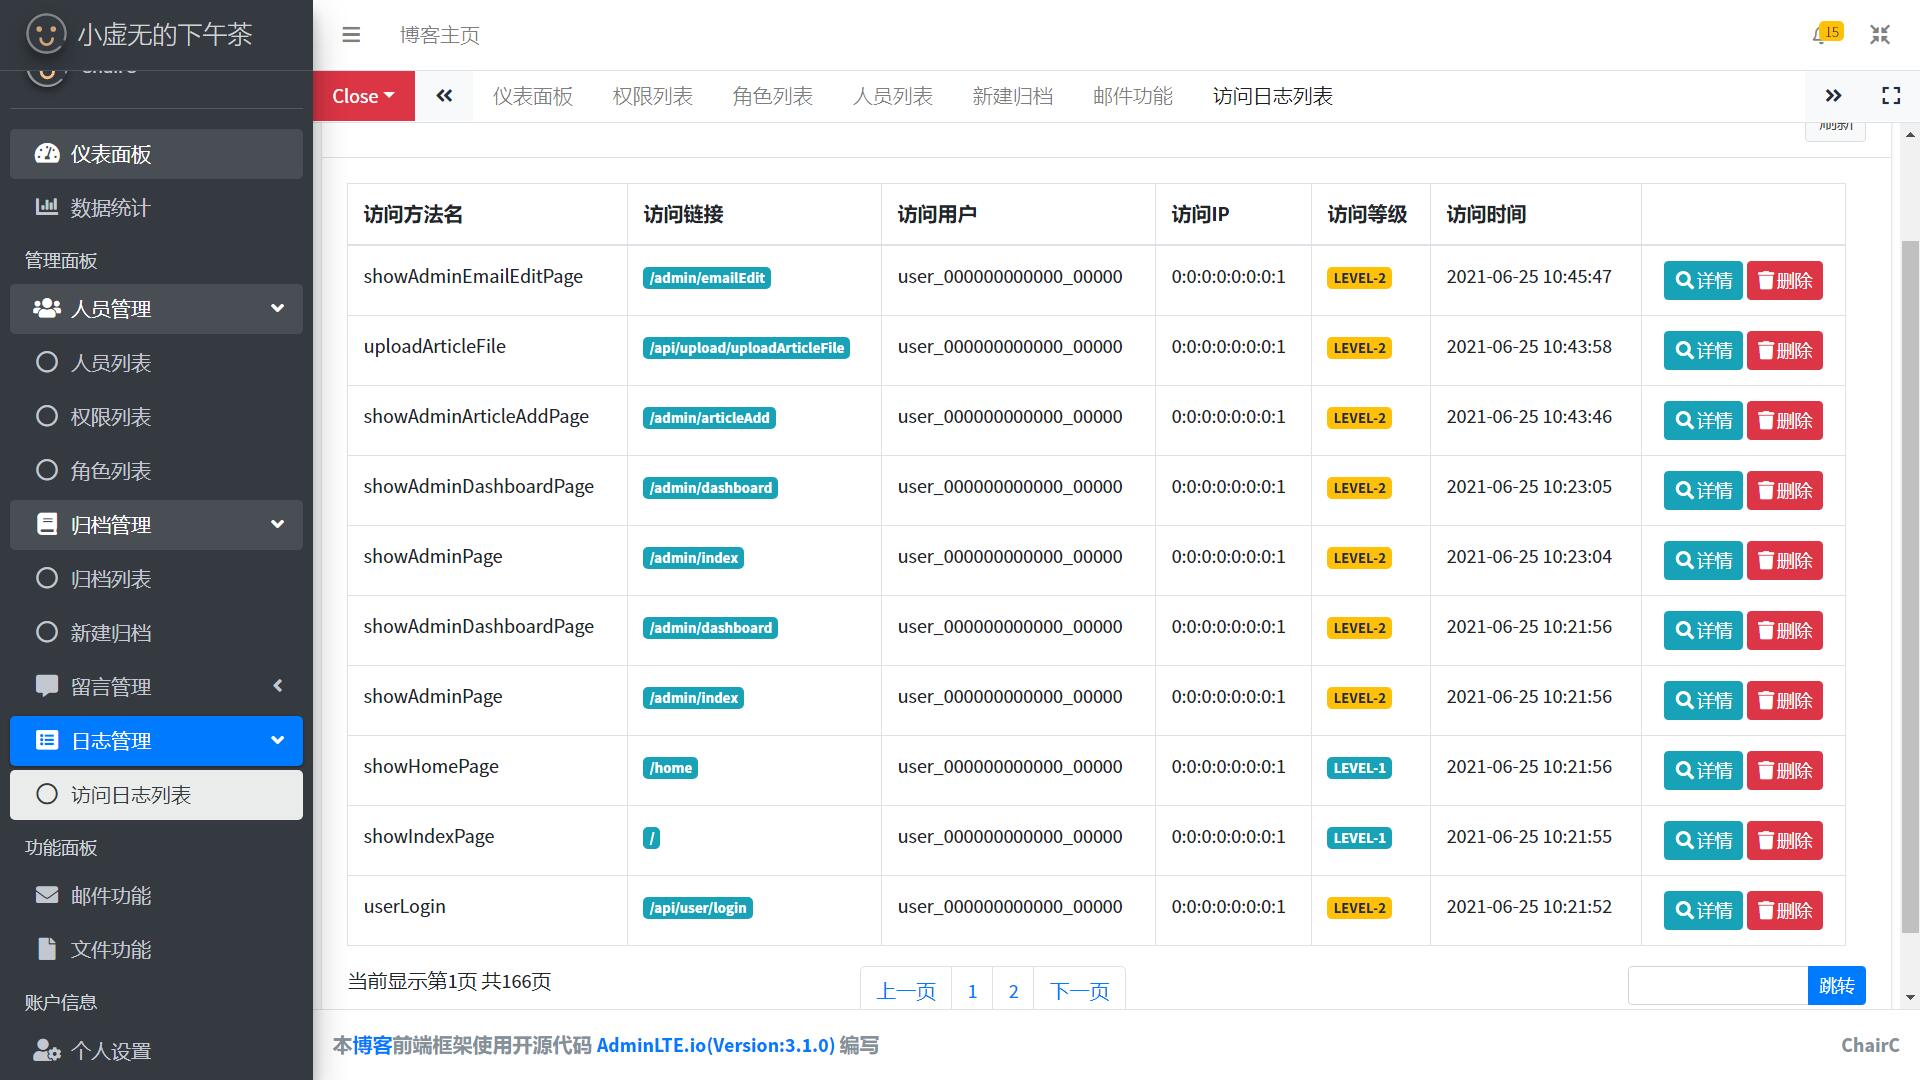 小虚无的下午茶
博客主页
15
仪表面板
数据统计
管理面板
人员管理
人员列表
权限列表
角色列表
归档管理
归档列表
新建归档
留言管理
日志管理
访问日志列表
功能面板
邮件功能
文件功能
账户信息
个人设置
Close 仪表面板 权限列表 角色列表 人员列表 新建归档 邮件功能 访问日志列表
刷新
访问方法名 访问链接 访问用户 访问IP 访问等级 访问时间
showAdminEmailEditPage /admin/emailEdit user_000000000000_00000 0:0:0:0:0:0:0:1 LEVEL-2 2021-06-25 10:45:47 详情 删除
uploadArticleFile /api/upload/uploadArticleFile user_000000000000_00000 0:0:0:0:0:0:0:1 LEVEL-2 2021-06-25 10:43:58 详情 删除
showAdminArticleAddPage /admin/articleAdd user_000000000000_00000 0:0:0:0:0:0:0:1 LEVEL-2 2021-06-25 10:43:46 详情 删除
showAdminDashboardPage /admin/dashboard user_000000000000_00000 0:0:0:0:0:0:0:1 LEVEL-2 2021-06-25 10:23:05 详情 删除
showAdminPage /admin/index user_000000000000_00000 0:0:0:0:0:0:0:1 LEVEL-2 2021-06-25 10:23:04 详情 删除
showAdminDashboardPage /admin/dashboard user_000000000000_00000 0:0:0:0:0:0:0:1 LEVEL-2 2021-06-25 10:21:56 详情 删除
showAdminPage /admin/index user_000000000000_00000 0:0:0:0:0:0:0:1 LEVEL-2 2021-06-25 10:21:56 详情 删除
showHomePage /home user_000000000000_00000 0:0:0:0:0:0:0:1 LEVEL-1 2021-06-25 10:21:56 详情 删除
showIndexPage / user_000000000000_00000 0:0:0:0:0:0:0:1 LEVEL-1 2021-06-25 10:21:55 详情 删除
userLogin /api/user/login user_000000000000_00000 0:0:0:0:0:0:0:1 LEVEL-2 2021-06-25 10:21:52 详情 删除
当前显示第1页 共166页 上一页 1 2 下一页 跳转
本博客前端框架使用开源代码 AdminLTE.io(Version:3.1.0) 编写 ChairC